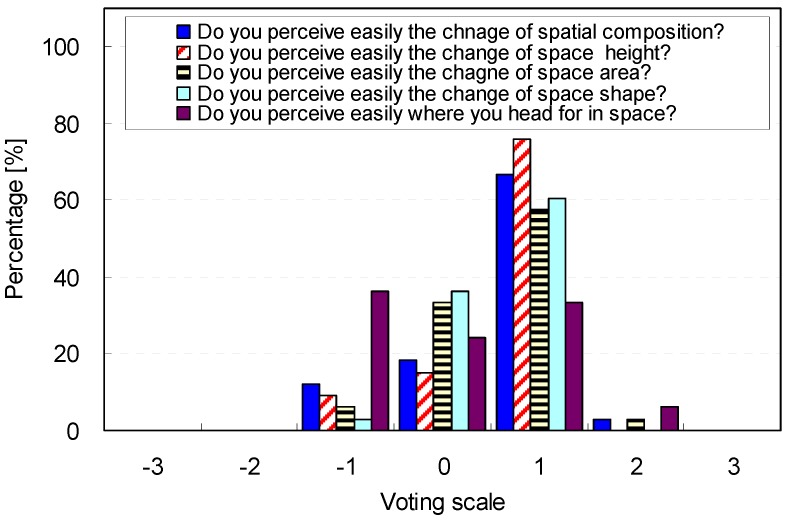 Do you perceive easily the chnage of spatial composition?
Do you perceive easily the change of space height?
Do you perceive easily the chagne of space area?
Do you perceive easily the change of space shape?
Do you perceive easily where you head for in space?
100
80
60
40
20
0
Percentage [%]
-3 -2 -1 0 1 2 3
Voting scale